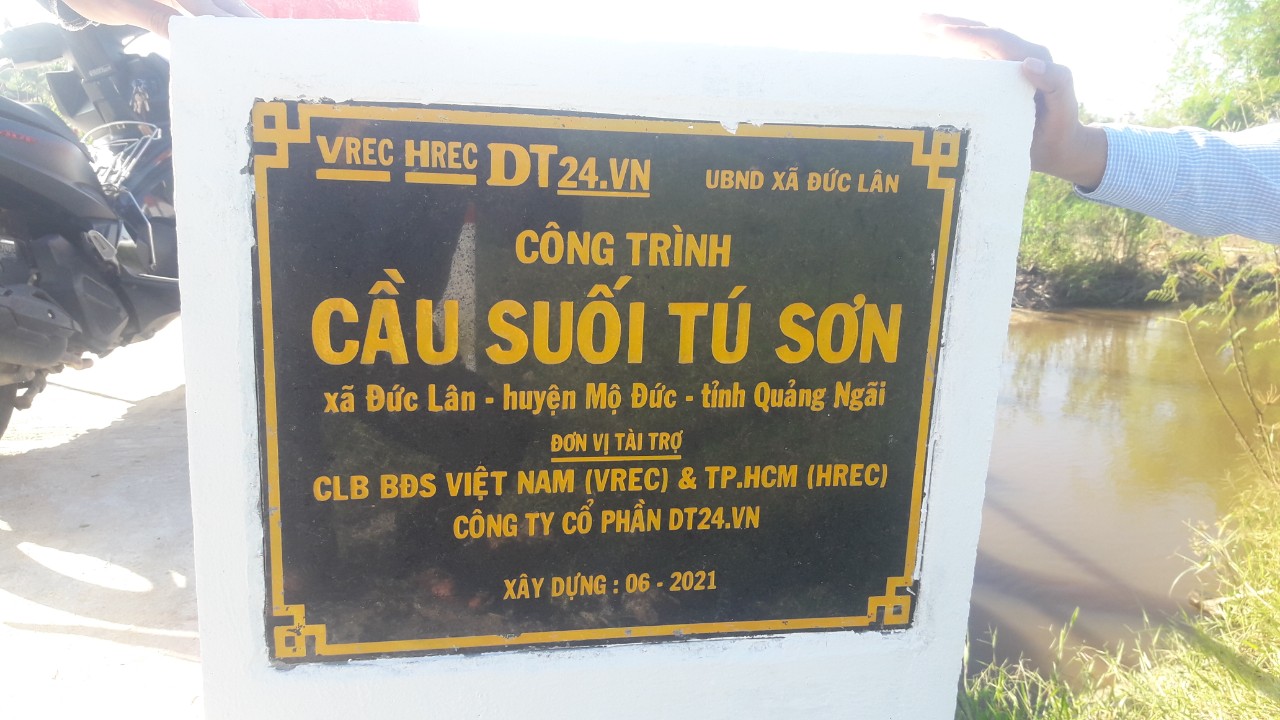 VREC HREC DT24.VN UBND XÃ ĐỨC LÂN
CÔNG TRÌNH
CẦU SUỐI TÚ SƠN
xã Đức Lân - huyện Mộ Đức - tỉnh Quảng Ngãi
ĐƠN VỊ TÀI TRỢ
CLB BĐS VIỆT NAM (VREC) & TP.HCM (HREC)
CÔNG TY CỔ PHẦN DT24.VN
XÂY DỰNG : 06 - 2021